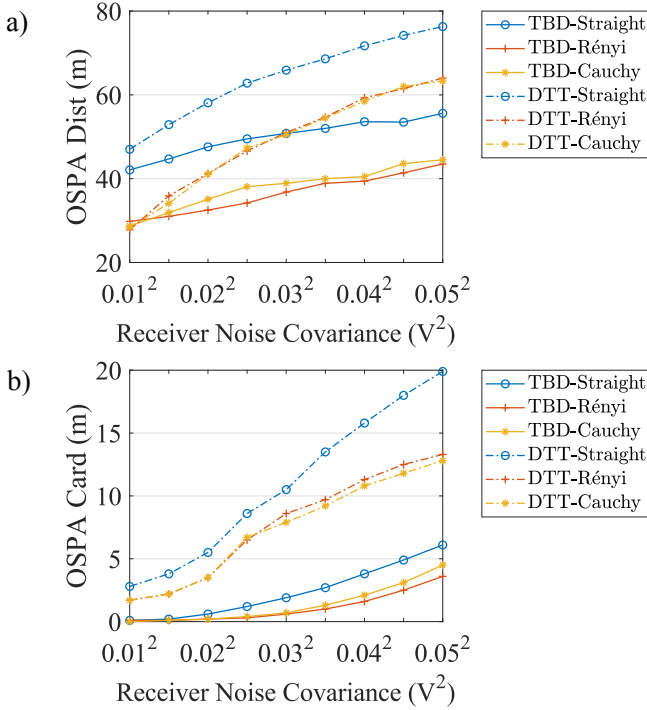 a)
OSPA Dist (m)
80
60
40
20
0.01²
0.02²
0.03²
0.04²
0.05²
Receiver Noise Covariance (V²)
TBD-Straight
TBD-Rényi
TBD-Cauchy
DTT-Straight
DTT-Rényi
DTT-Cauchy
b)
OSPA Card (m)
20
15
10
5
0
0.01²
0.02²
0.03²
0.04²
0.05²
Receiver Noise Covariance (V²)
TBD-Straight
TBD-Rényi
TBD-Cauchy
DTT-Straight
DTT-Rényi
DTT-Cauchy